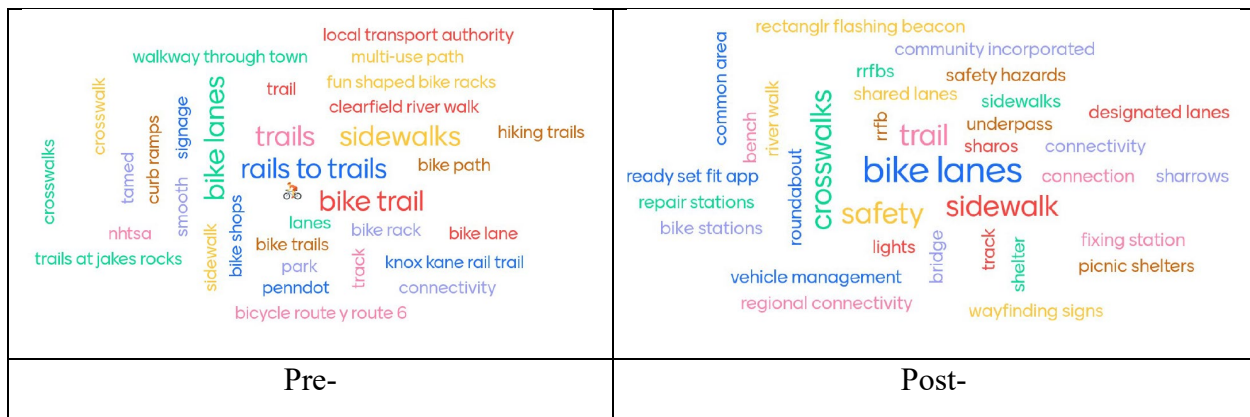 local transport authority
walkway through town
multi-use path
fun shaped bike racks
trail
clearfield river walk
crosswalk
signage
bike lanes
trails
sidewalks
hiking trails
curb ramps
crosswalks
tamed
smooth
rails to trails
bike path
bike trail
lanes
nhtsa
sidewalk
bike shops
bike rack
bike lane
bike trails
trails at jakes rocks
park
track
knox kane rail trail
penndot
connectivity
bicycle route y route 6
Pre-
rectanglr flashing beacon
common area
community incorporated
rrfbs
safety hazards
river walk
shared lanes
sidewalks
designated lanes
crosswalks
bench
rrfb
trail
underpass
sharos
connectivity
bike lanes
ready set fit app
roundabout
connection
sharrows
repair stations
safety
sidewalk
bike stations
lights
bridge
track
shelter
fixing station
picnic shelters
vehicle management
regional connectivity
wayfinding signs
Post-